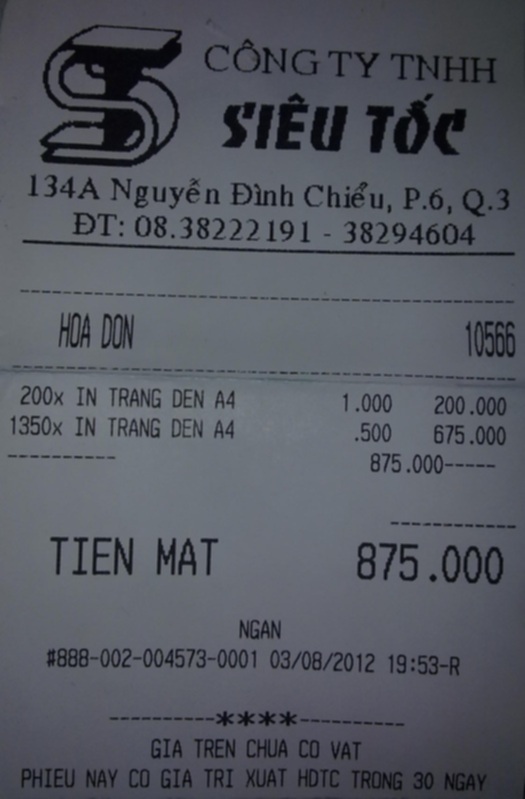 CÔNG TY TNHH
SIÊU TỐC
134A Nguyễn Đình Chiểu, P.6, Q.3
ĐT: 08.38222191 - 38294604
HOA DON 10566
200x IN TRANG DEN A4 1.000 200.000
1350x IN TRANG DEN A4 .500 675.000
---------- 875.000-----
TIEN MAT 875.000
NGAN
#888-002-004573-0001 03/08/2012 19:53-R
----------****----------
GIA TREN CHUA CO VAT
PHIEU NAY CO GIA TRI XUAT HDTC TRONG 30 NGAY